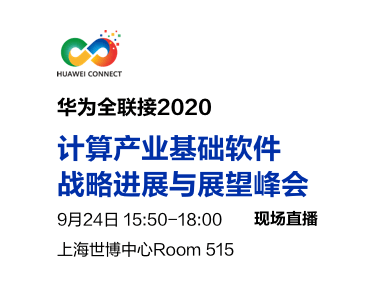 HUAWEI CONNECT
华为全联接2020
计算产业基础软件
战略进展与展望峰会
9月24日 15:50-18:00 现场直播
上海世博中心Room 515